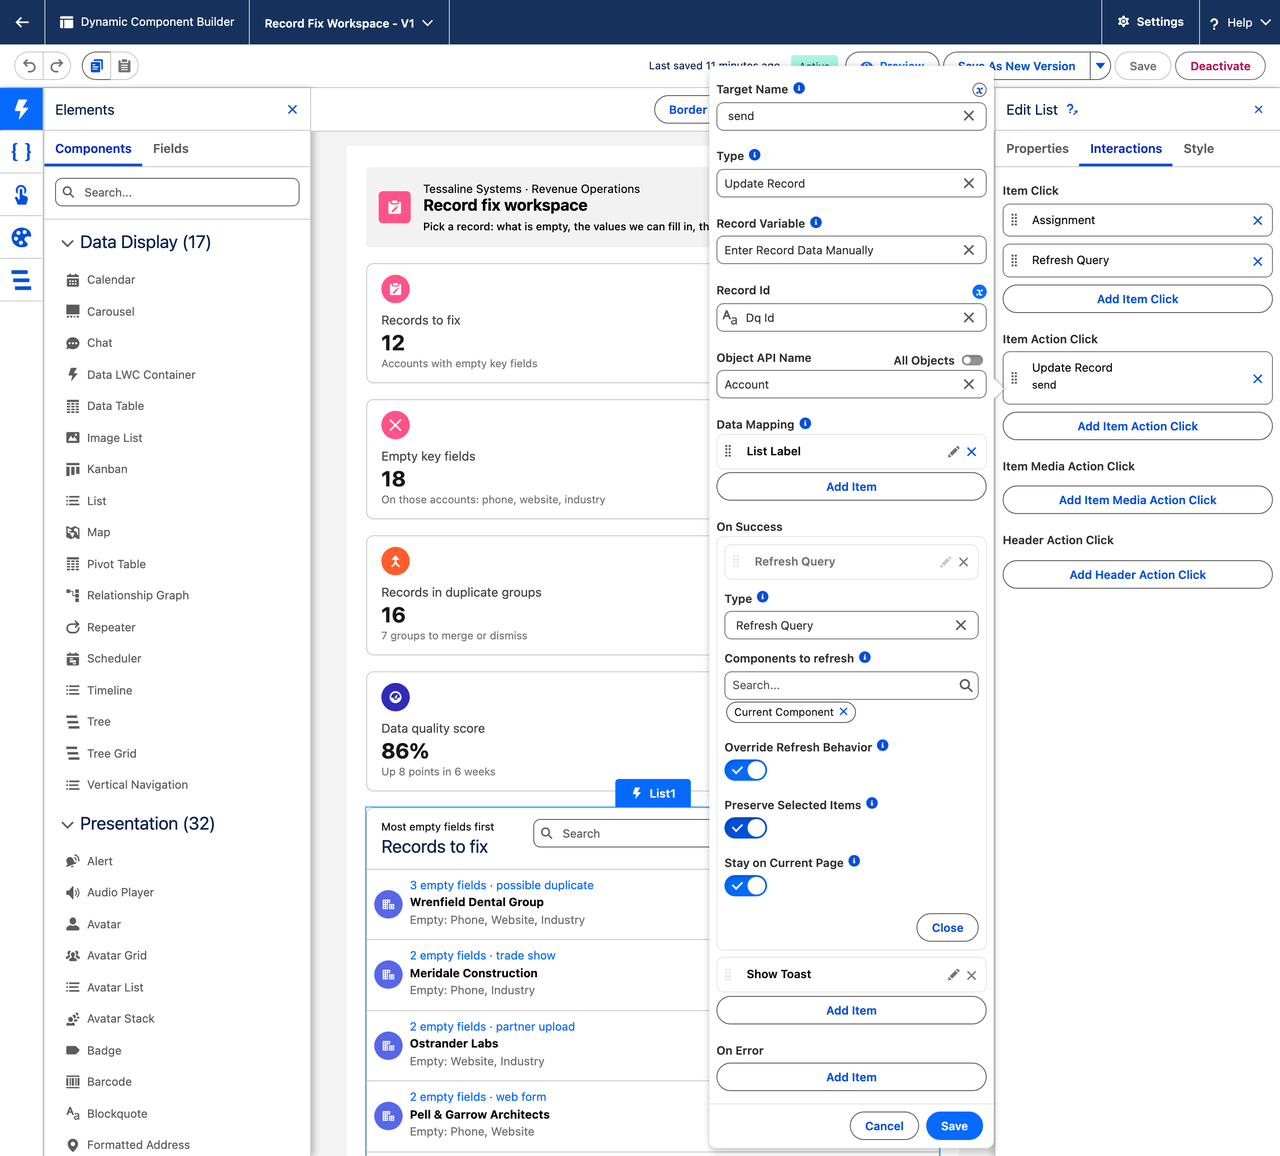 Dynamic Component Builder
Record Fix Workspace - V1
Settings
? Help
Last saved 11 minutes ago
Active
Preview
Save As New Version
Save
Deactivate
Elements
Components
Fields
Search...
Data Display (17)
Calendar
Carousel
Chat
Data LWC Container
Data Table
Image List
Kanban
List
Map
Pivot Table
Relationship Graph
Repeater
Scheduler
Timeline
Tree
Tree Grid
Vertical Navigation
Presentation (32)
Alert
Audio Player
Avatar
Avatar Grid
Avatar List
Avatar Stack
Badge
Barcode
Blockquote
Formatted Address
Border
Tessaline Systems · Revenue Operations
Record fix workspace
Pick a record: what is empty, the values we can fill in, th
Records to fix
12
Accounts with empty key fields
Empty key fields
18
On those accounts: phone, website, industry
Records in duplicate groups
16
7 groups to merge or dismiss
Data quality score
86%
Up 8 points in 6 weeks
List1
Most empty fields first
Records to fix
Search
3 empty fields · possible duplicate
Wrenfield Dental Group
Empty: Phone, Website, Industry
2 empty fields · trade show
Meridale Construction
Empty: Phone, Industry
2 empty fields · partner upload
Ostrander Labs
Empty: Website, Industry
2 empty fields · web form
Pell & Garrow Architects
Empty: Phone, Website
Target Name
send
Type
Update Record
Record Variable
Enter Record Data Manually
Record Id
Dq Id
Object API Name
All Objects
Account
Data Mapping
List Label
Add Item
On Success
Refresh Query
Type
Refresh Query
Components to refresh
Search...
Current Component
Override Refresh Behavior
Preserve Selected Items
Stay on Current Page
Close
Show Toast
Add Item
On Error
Add Item
Cancel
Save
Edit List
Properties
Interactions
Style
Item Click
Assignment
Refresh Query
Add Item Click
Item Action Click
Update Record
send
Add Item Action Click
Item Media Action Click
Add Item Media Action Click
Header Action Click
Add Header Action Click